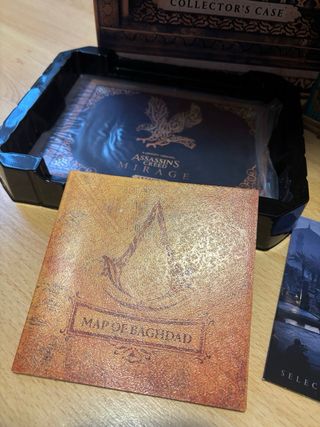 COLLECTOR'S CASE
ASSASSIN'S
CREED
MIRAGE
MAP OF BAGHDAD
SELEC